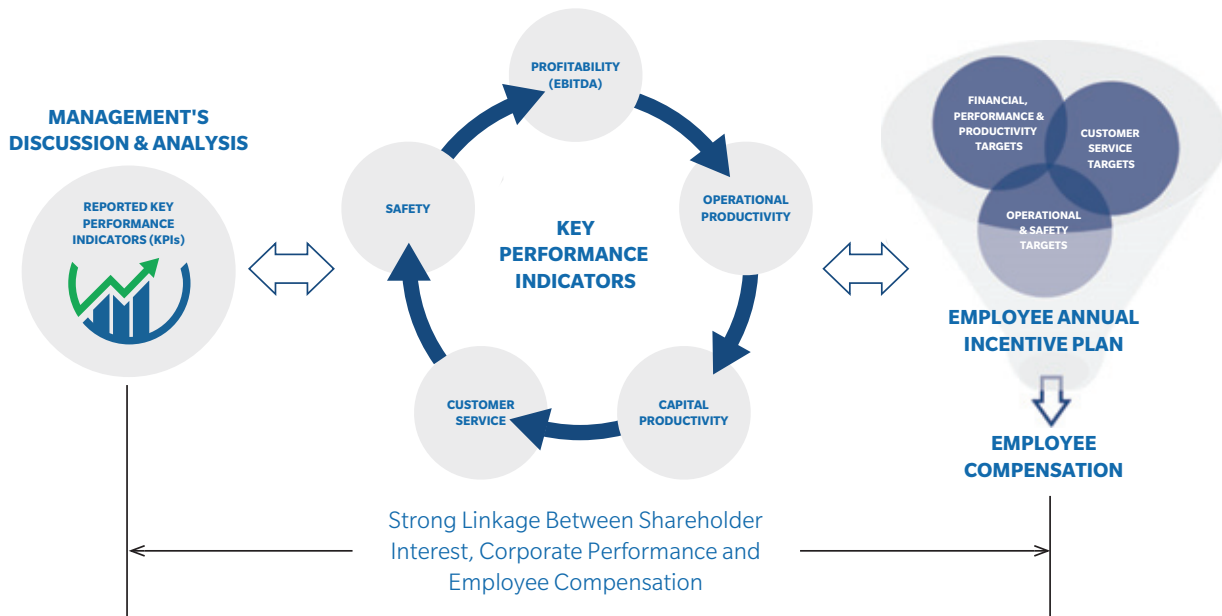 MANAGEMENT'S
DISCUSSION & ANALYSIS
REPORTED KEY
PERFORMANCE
INDICATORS (KPIs)
PROFITABILITY
(EBITDA)
OPERATIONAL
PRODUCTIVITY
CAPITAL
PRODUCTIVITY
CUSTOMER
SERVICE
SAFETY
KEY
PERFORMANCE
INDICATORS
FINANCIAL,
PERFORMANCE &
PRODUCTIVITY
TARGETS
CUSTOMER
SERVICE
TARGETS
OPERATIONAL
& SAFETY
TARGETS
EMPLOYEE ANNUAL
INCENTIVE PLAN
EMPLOYEE
COMPENSATION
Strong Linkage Between Shareholder
Interest, Corporate Performance and
Employee Compensation